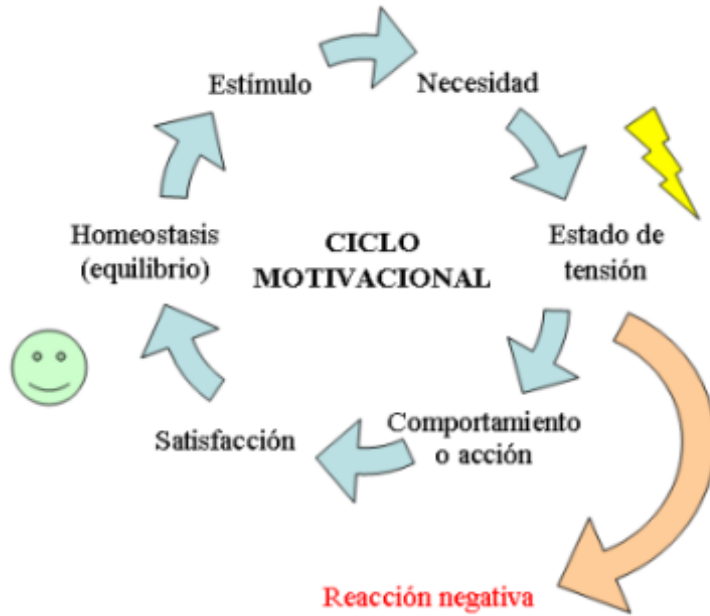 Estímulo
Necesidad
Estado de
tensión
Comportamiento
o acción
Satisfacción
Homeostasis
(equilibrio)
CICLO
MOTIVACIONAL
Reacción negativa